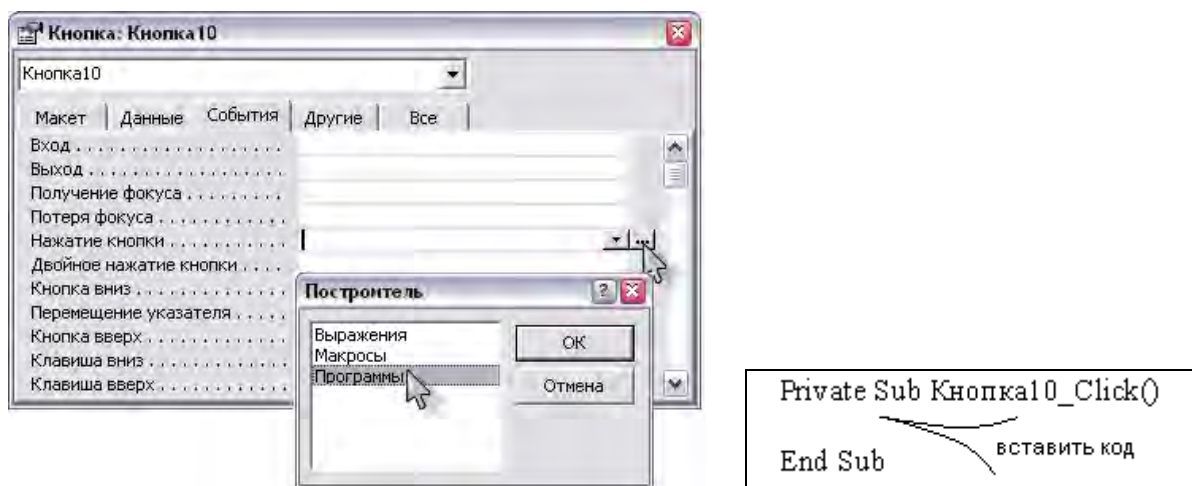 Кнопка: Кнопка10
Кнопка10
Макет Данные События Другие Все
Вход . . . . . . . . . . . . . . . . . . .
Выход . . . . . . . . . . . . . . . . . .
Получение фокуса . . . . . . . . .
Потеря фокуса . . . . . . . . . . . .
Нажатие кнопки . . . . . . . . . . . ...
Двойное нажатие кнопки . . . .
Кнопка вниз . . . . . . . . . . . . . .
Перемещение указателя . . . . .
Кнопка вверх . . . . . . . . . . . . .
Клавиша вниз . . . . . . . . . . . . .
Клавиша вверх . . . . . . . . . . . .
Построитель
Выражения
Макросы
Программы
ОК
Отмена
Private Sub Кнопка10_Click()
вставить код
End Sub